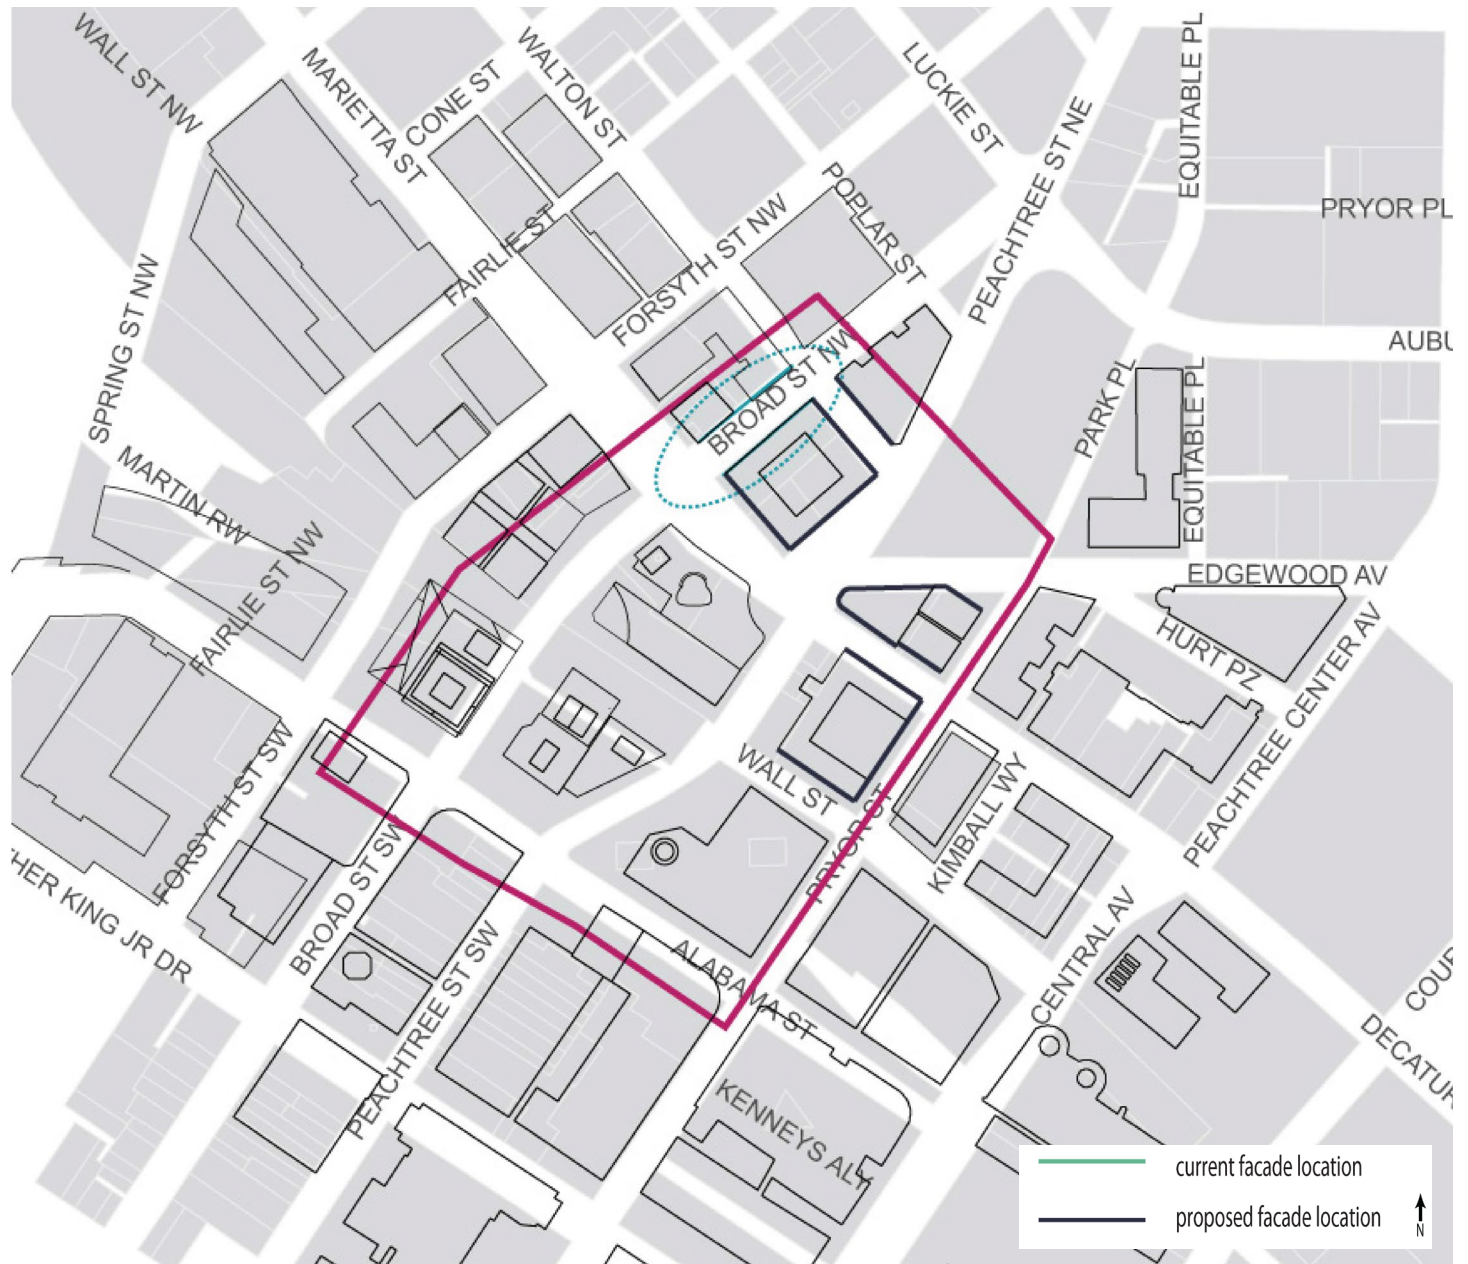 WALL ST NW
MARIETTA ST
CONE ST
WALTON ST
LUCKIE ST
EQUITABLE PL
PEACHTREE ST NE
POPLAR ST
PRYOR PL
FAIRLIE ST
FORSYTH ST NW
SPRING ST NW
BROAD ST NW
AUBU
PARK PL
EQUITABLE PL
MARTIN RW
FAIRLIE ST NW
EDGEWOOD AV
HURT PZ
PEACHTREE CENTER AV
FORSYTH ST SW
WALL ST
PRYOR ST
KIMBALL WY
THER KING JR DR
BROAD ST SW
PEACHTREE ST SW
ALABAMA ST
CENTRAL AV
COUR
DECATUR
KENNEYS ALY
current facade location
proposed facade location
N